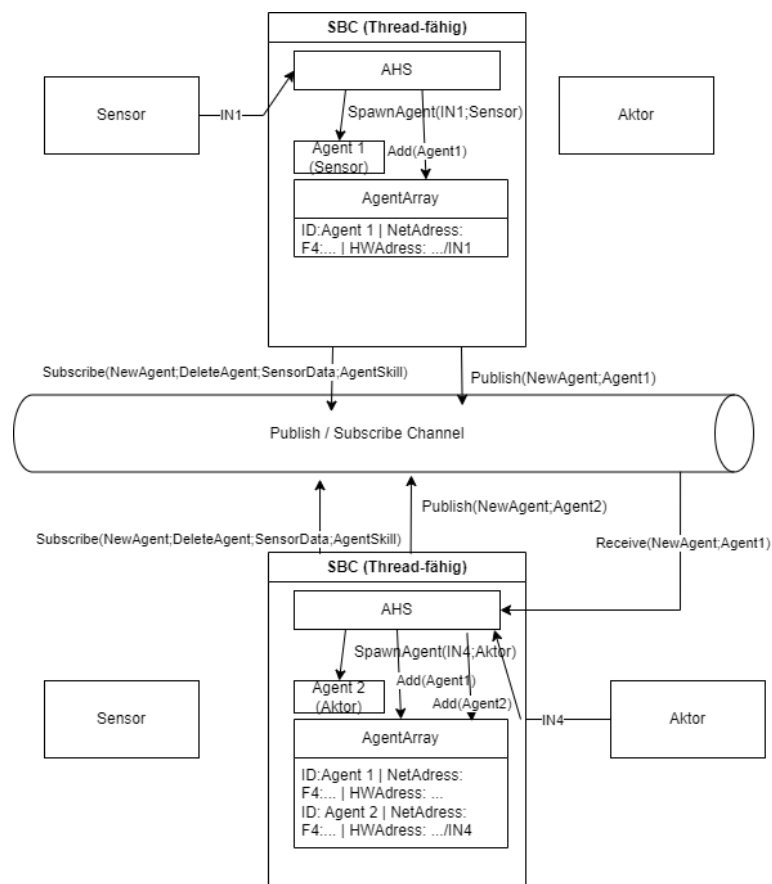 SBC (Thread-fähig)
AHS
Sensor
IN1
SpawnAgent(IN1;Sensor)
Aktor
Agent 1
(Sensor)
Add(Agent1)
AgentArray
ID:Agent 1 | NetAdress:
F4:... | HWAdress: .../IN1
Subscribe(NewAgent;DeleteAgent;SensorData;AgentSkill)
Publish(NewAgent;Agent1)
Publish / Subscribe Channel
Publish(NewAgent;Agent2)
Subscribe(NewAgent;DeleteAgent;SensorData;AgentSkill)
Receive(NewAgent;Agent1)
SBC (Thread-fähig)
AHS
SpawnAgent(IN4;Aktor)
Add(Agent1)
Agent 2
(Aktor)
Add(Agent2)
Sensor
IN4
Aktor
AgentArray
ID:Agent 1 | NetAdress:
F4:... | HWAdress: ...
ID: Agent 2 | NetAdress:
F4:... | HWAdress: .../IN4